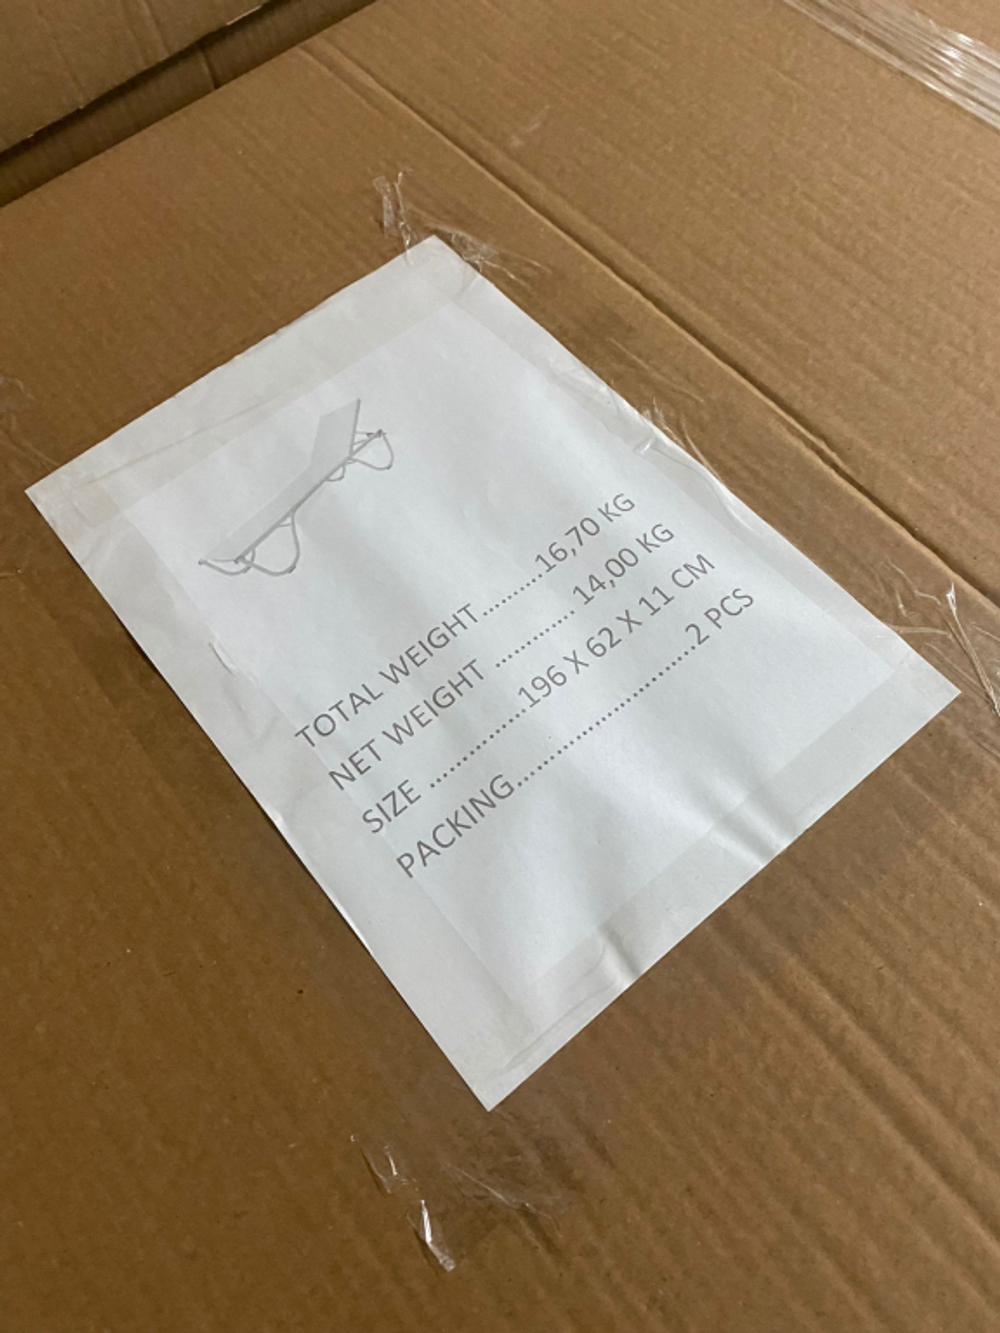 TOTAL WEIGHT ..........16,70 KG
NET WEIGHT ............. 14,00 KG
SIZE ...............196 X 62 X 11 CM
PACKING.............................2 PCS